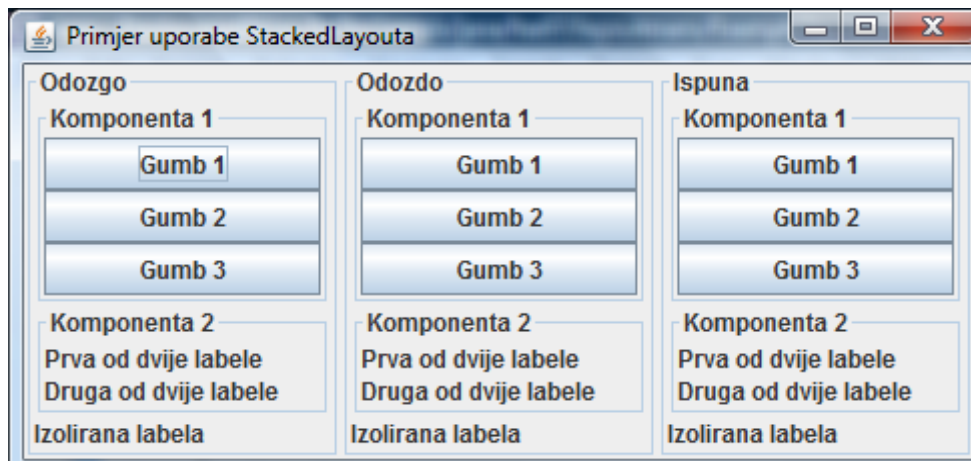 Primjer uporabe StackedLayouta
Odozgo
Komponenta 1
Gumb 1
Gumb 2
Gumb 3
Komponenta 2
Prva od dvije labele
Druga od dvije labele
Izolirana labela
Odozdo
Komponenta 1
Gumb 1
Gumb 2
Gumb 3
Komponenta 2
Prva od dvije labele
Druga od dvije labele
Izolirana labela
Ispuna
Komponenta 1
Gumb 1
Gumb 2
Gumb 3
Komponenta 2
Prva od dvije labele
Druga od dvije labele
Izolirana labela